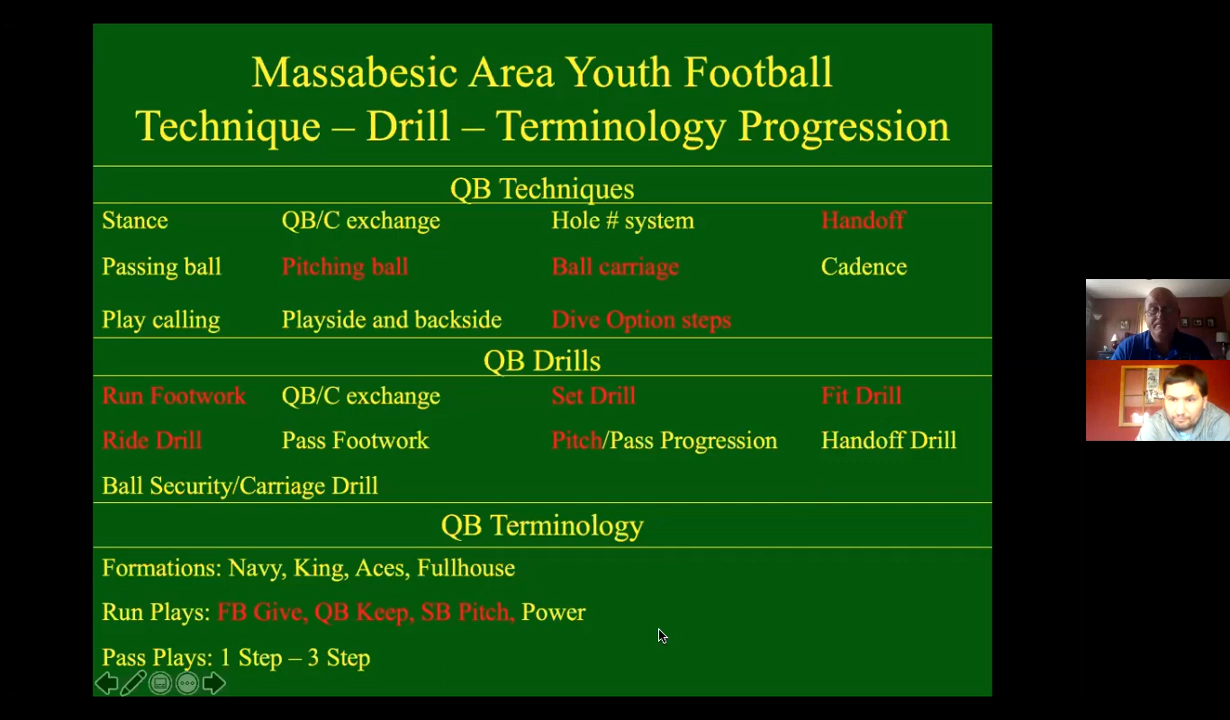 Massabesic Area Youth Football
Technique – Drill – Terminology Progression
QB Techniques
Stance QB/C exchange Hole # system Handoff
Passing ball Pitching ball Ball carriage Cadence
Play calling Playside and backside Dive Option steps
QB Drills
Run Footwork QB/C exchange Set Drill Fit Drill
Ride Drill Pass Footwork Pitch/Pass Progression Handoff Drill
Ball Security/Carriage Drill
QB Terminology
Formations: Navy, King, Aces, Fullhouse
Run Plays: FB Give, QB Keep, SB Pitch, Power
Pass Plays: 1 Step – 3 Step